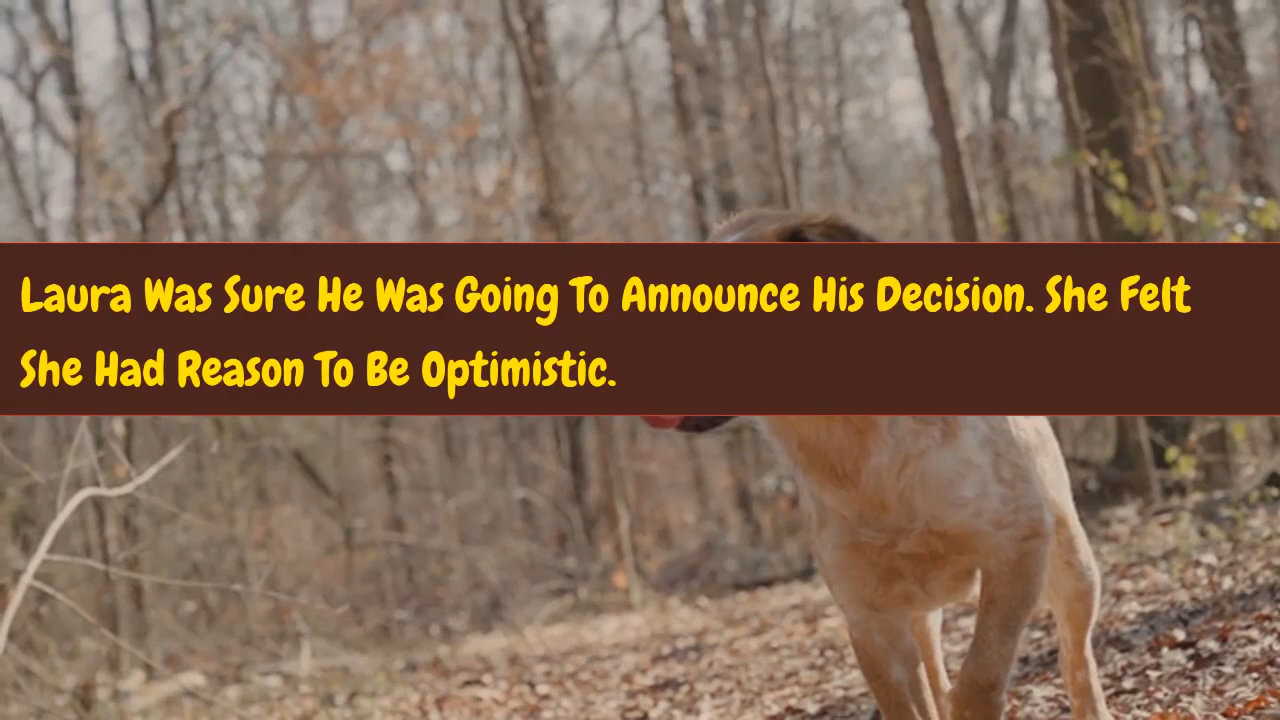 Laura Was Sure He Was Going To Announce His Decision. She Felt
She Had Reason To Be Optimistic.